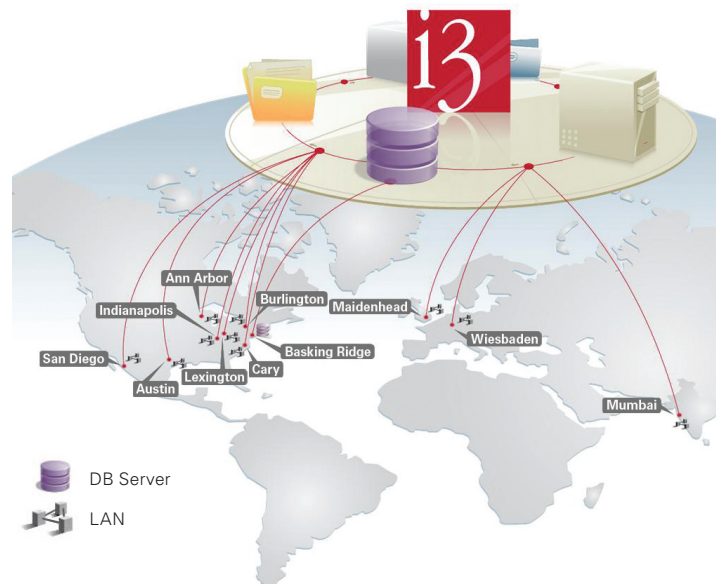 i3
Ann Arbor
Indianapolis
Burlington
Maidenhead
San Diego
Basking Ridge
Wiesbaden
Austin
Lexington
Cary
Mumbai
DB Server
LAN